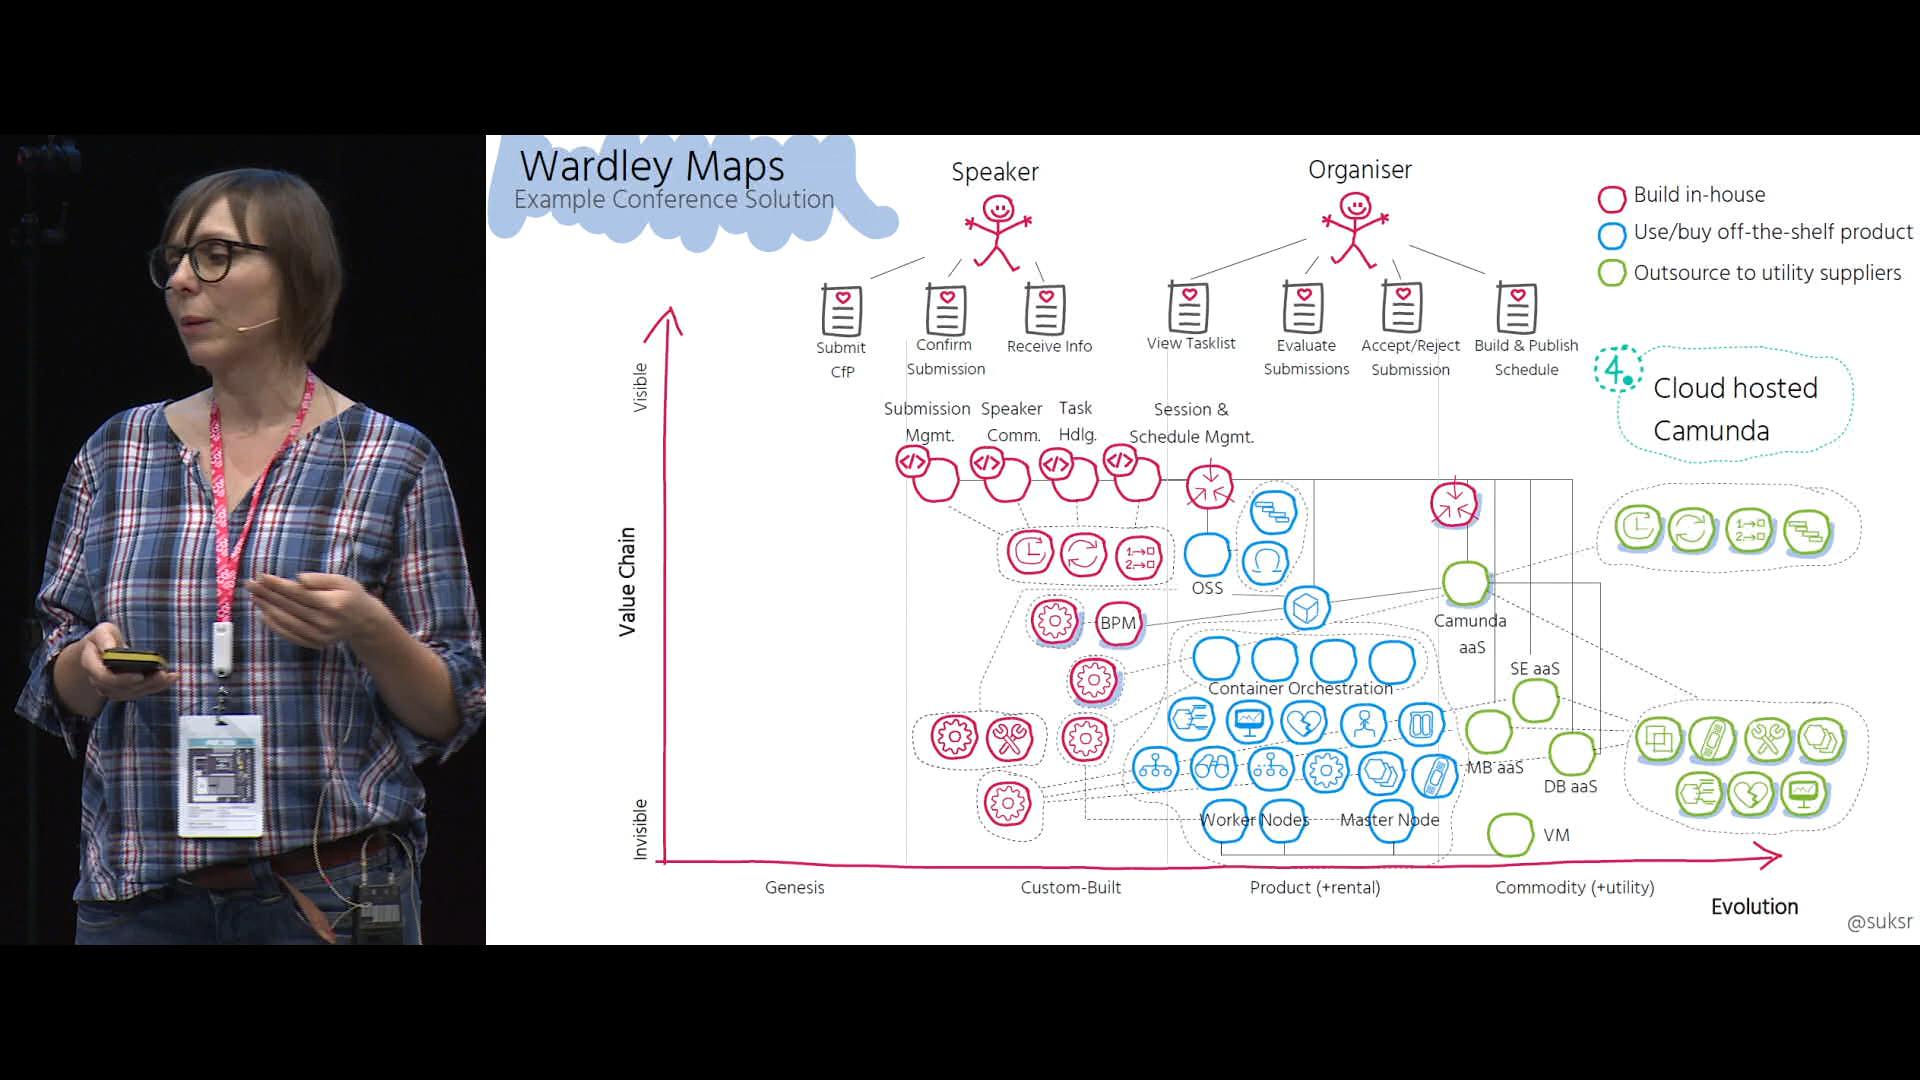 Wardley Maps
Example Conference Solution
Speaker
Organiser
Build in-house
Use/buy off-the-shelf product
Outsource to utility suppliers
Submit
CfP
Confirm
Submission
Receive Info
View Tasklist
Evaluate
Submissions
Accept/Reject
Submission
Build & Publish
Schedule
4.
Cloud hosted
Camunda
Visible
Value Chain
Invisible
Submission
Mgmt.
Speaker
Comm.
Task
Hdlg.
Session &
Schedule Mgmt.
</>
</>
</>
</>
1→□
2→□
1→□
2→□
OSS
BPM
Camunda
aaS
SE aaS
Container Orchestration
MB aaS
DB aaS
Worker Nodes
Master Node
VM
Genesis
Custom-Built
Product (+rental)
Commodity (+utility)
Evolution
@suksr